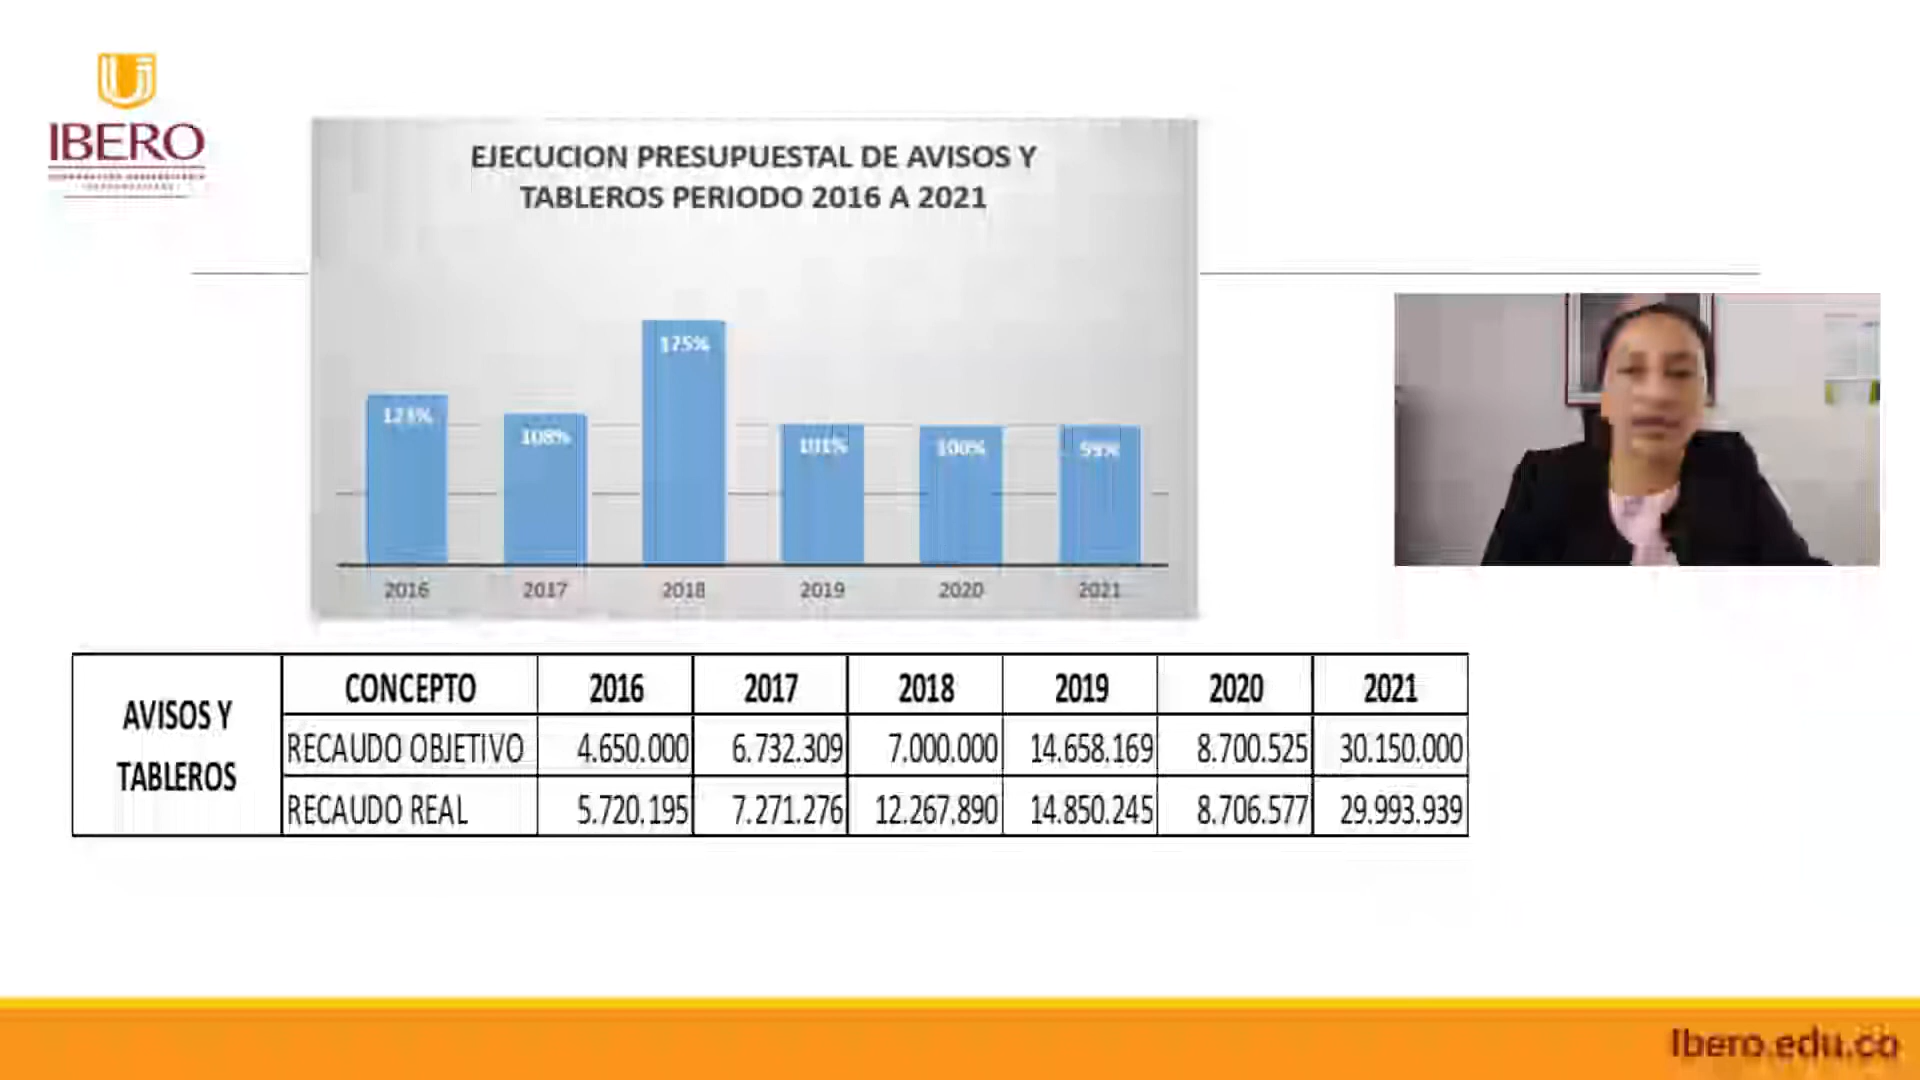 IBERO
EJECUCION PRESUPUESTAL DE AVISOS Y
TABLEROS PERIODO 2016 A 2021
123% 108% 175% 101% 100% 99%
2016 2017 2018 2019 2020 2021
AVISOS Y TABLEROS
CONCEPTO 2016 2017 2018 2019 2020 2021
RECAUDO OBJETIVO 4.650.000 6.732.309 7.000.000 14.658.169 8.700.525 30.150.000
RECAUDO REAL 5.720.195 7.271.276 12.267.890 14.850.245 8.706.577 29.993.939
Ibero.edu.co